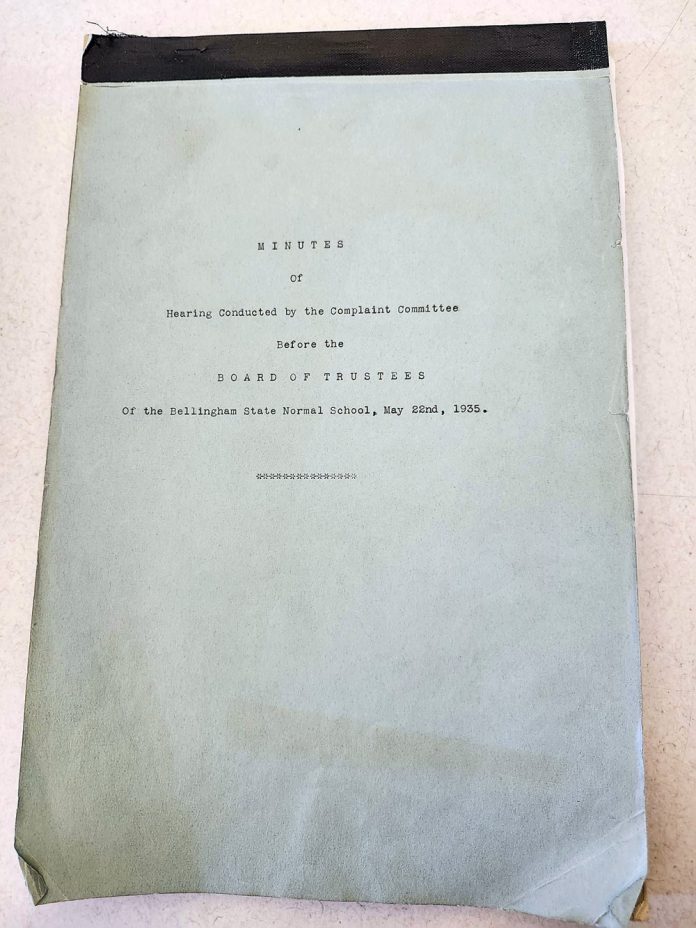 M I N U T E S
Of
Hearing Conducted by the Complaint Committee
Before the
B O A R D  O F  T R U S T E E S
Of the Bellingham State Normal School, May 22nd, 1935.
***************